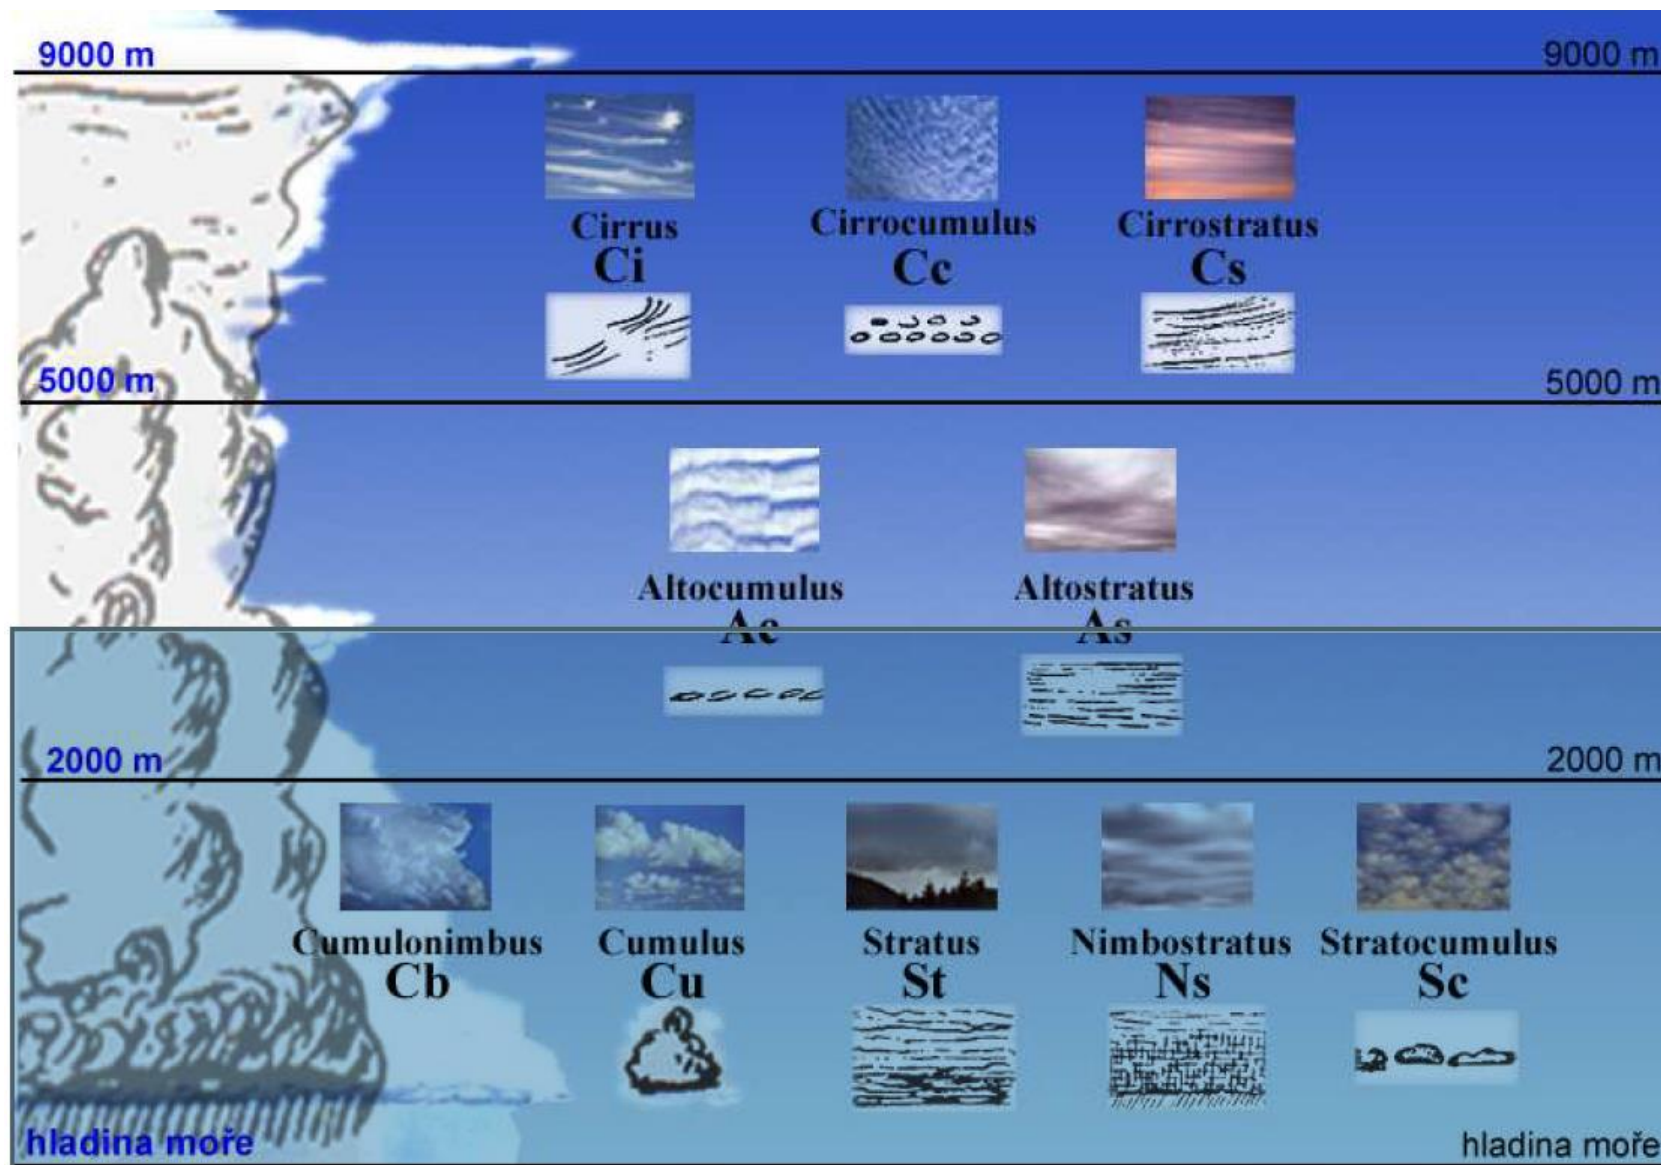 9000 m 9000 m
Cirrus Cirrocumulus Cirrostratus
Ci Cc Cs
5000 m 5000 m
Altocumulus Altostratus
Ac As
2000 m 2000 m
Cumulonimbus Cumulus Stratus Nimbostratus Stratocumulus
Cb Cu St Ns Sc
hladina moře hladina moře